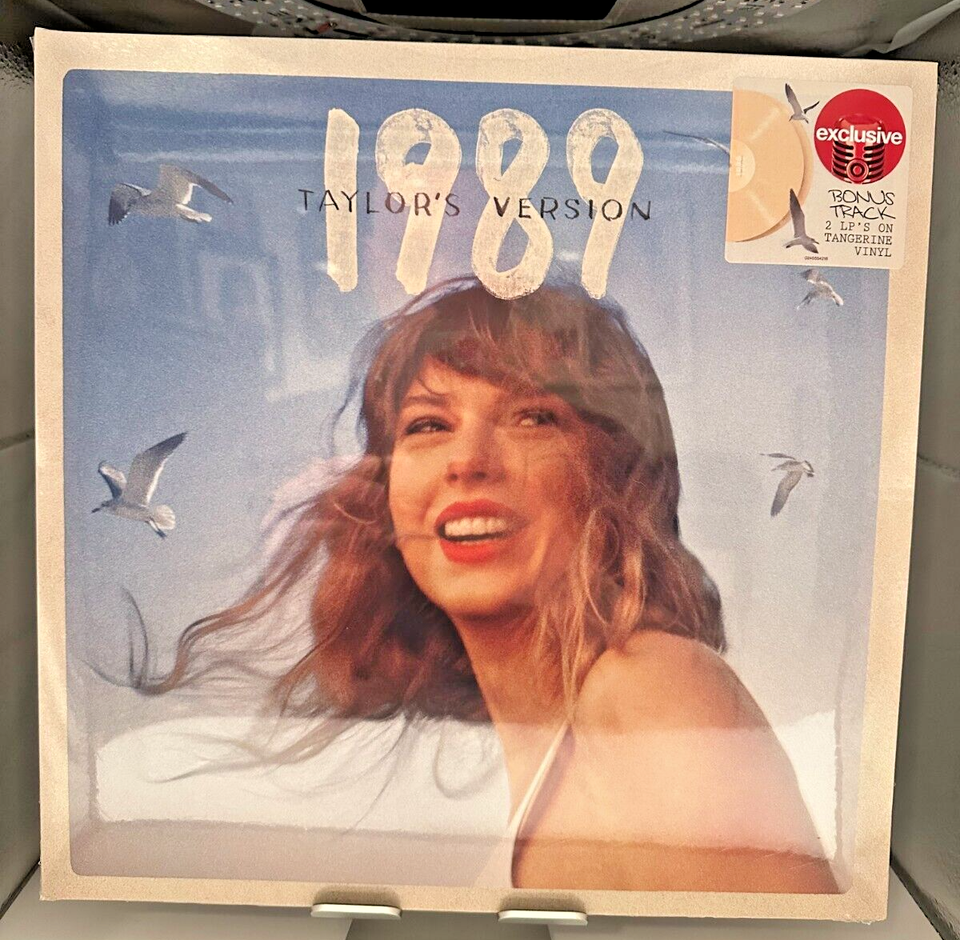 1989
TAYLOR'S VERSION
exclusive
BONUS
TRACK
2 LP'S ON
TANGERINE
VINYL